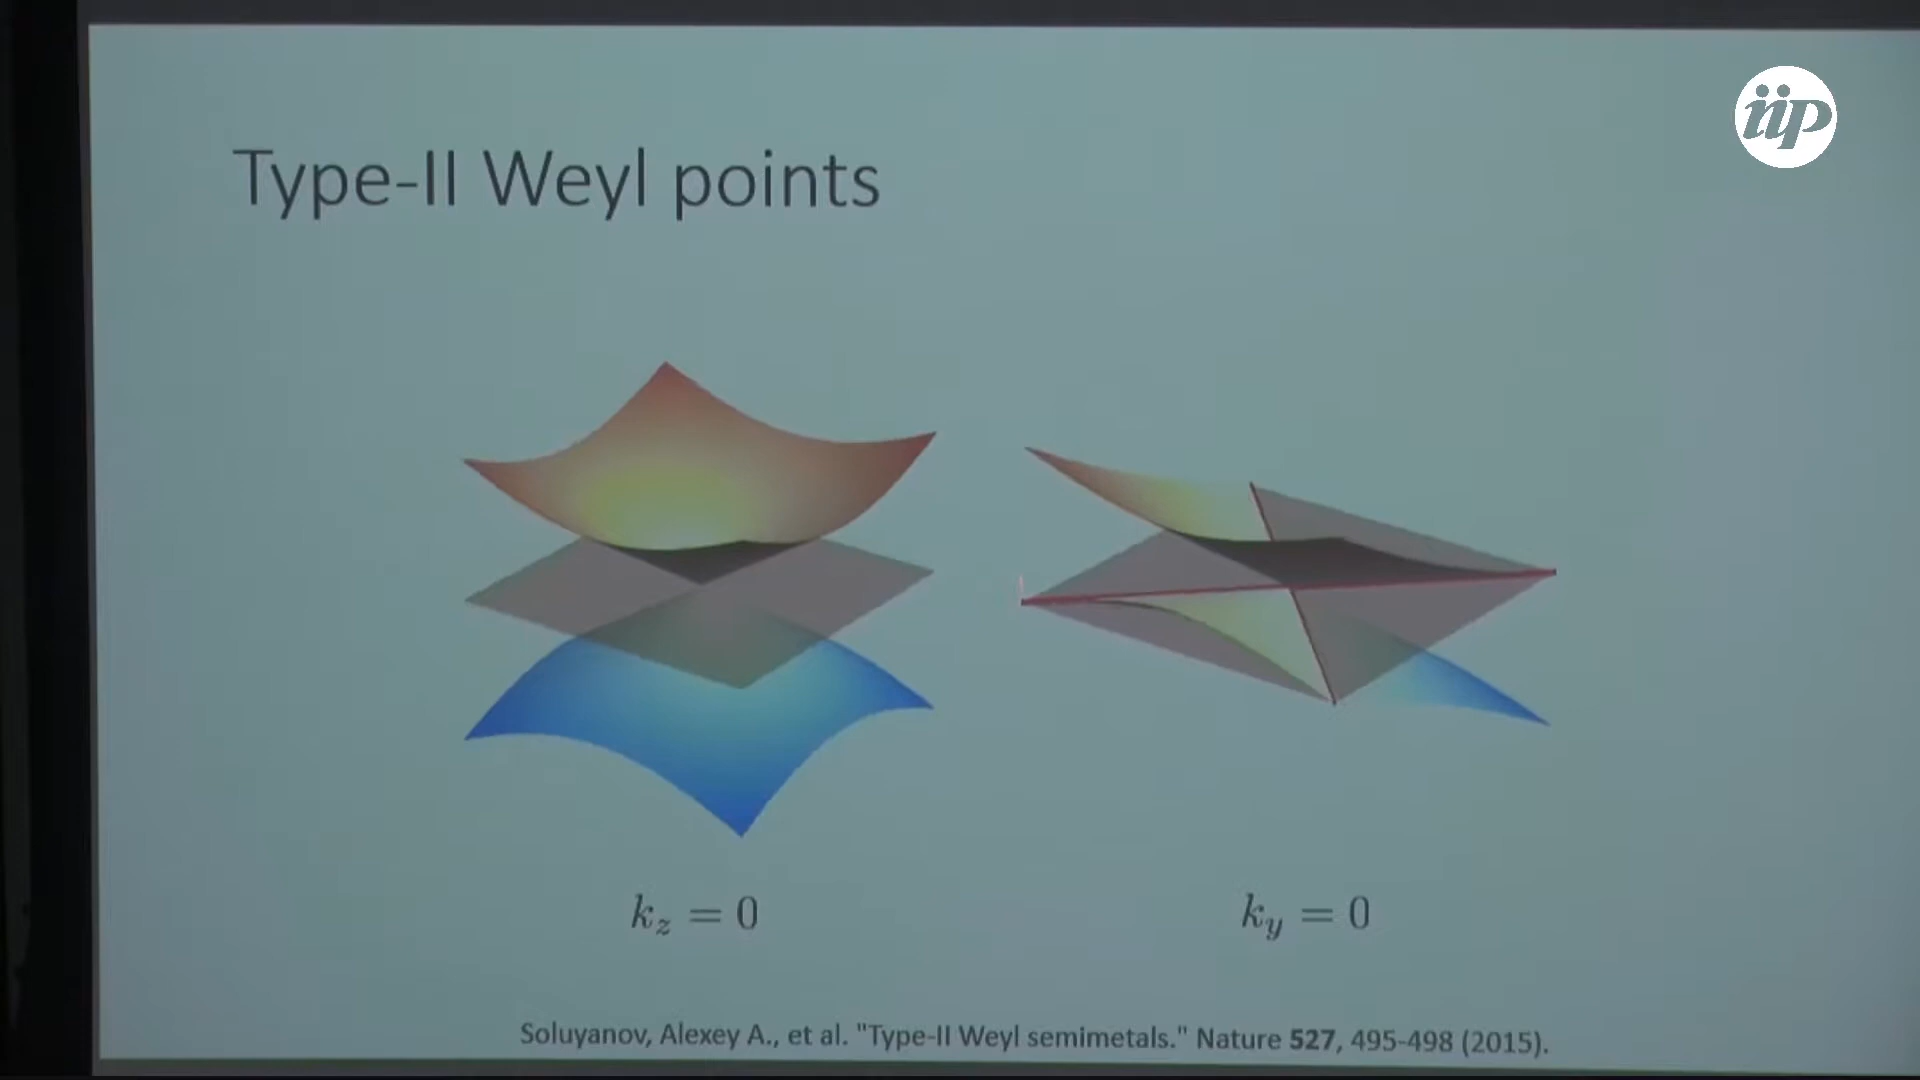 iip
Type-II Weyl points
k_z = 0
k_y = 0
Soluyanov, Alexey A., et al. "Type-II Weyl semimetals." Nature 527, 495-498 (2015).